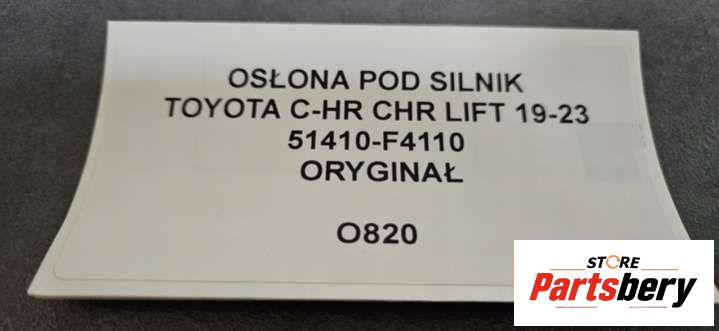 OSŁONA POD SILNIK
TOYOTA C-HR CHR LIFT 19-23
51410-F4110
ORYGINAŁ
O820
STORE
Partsbery